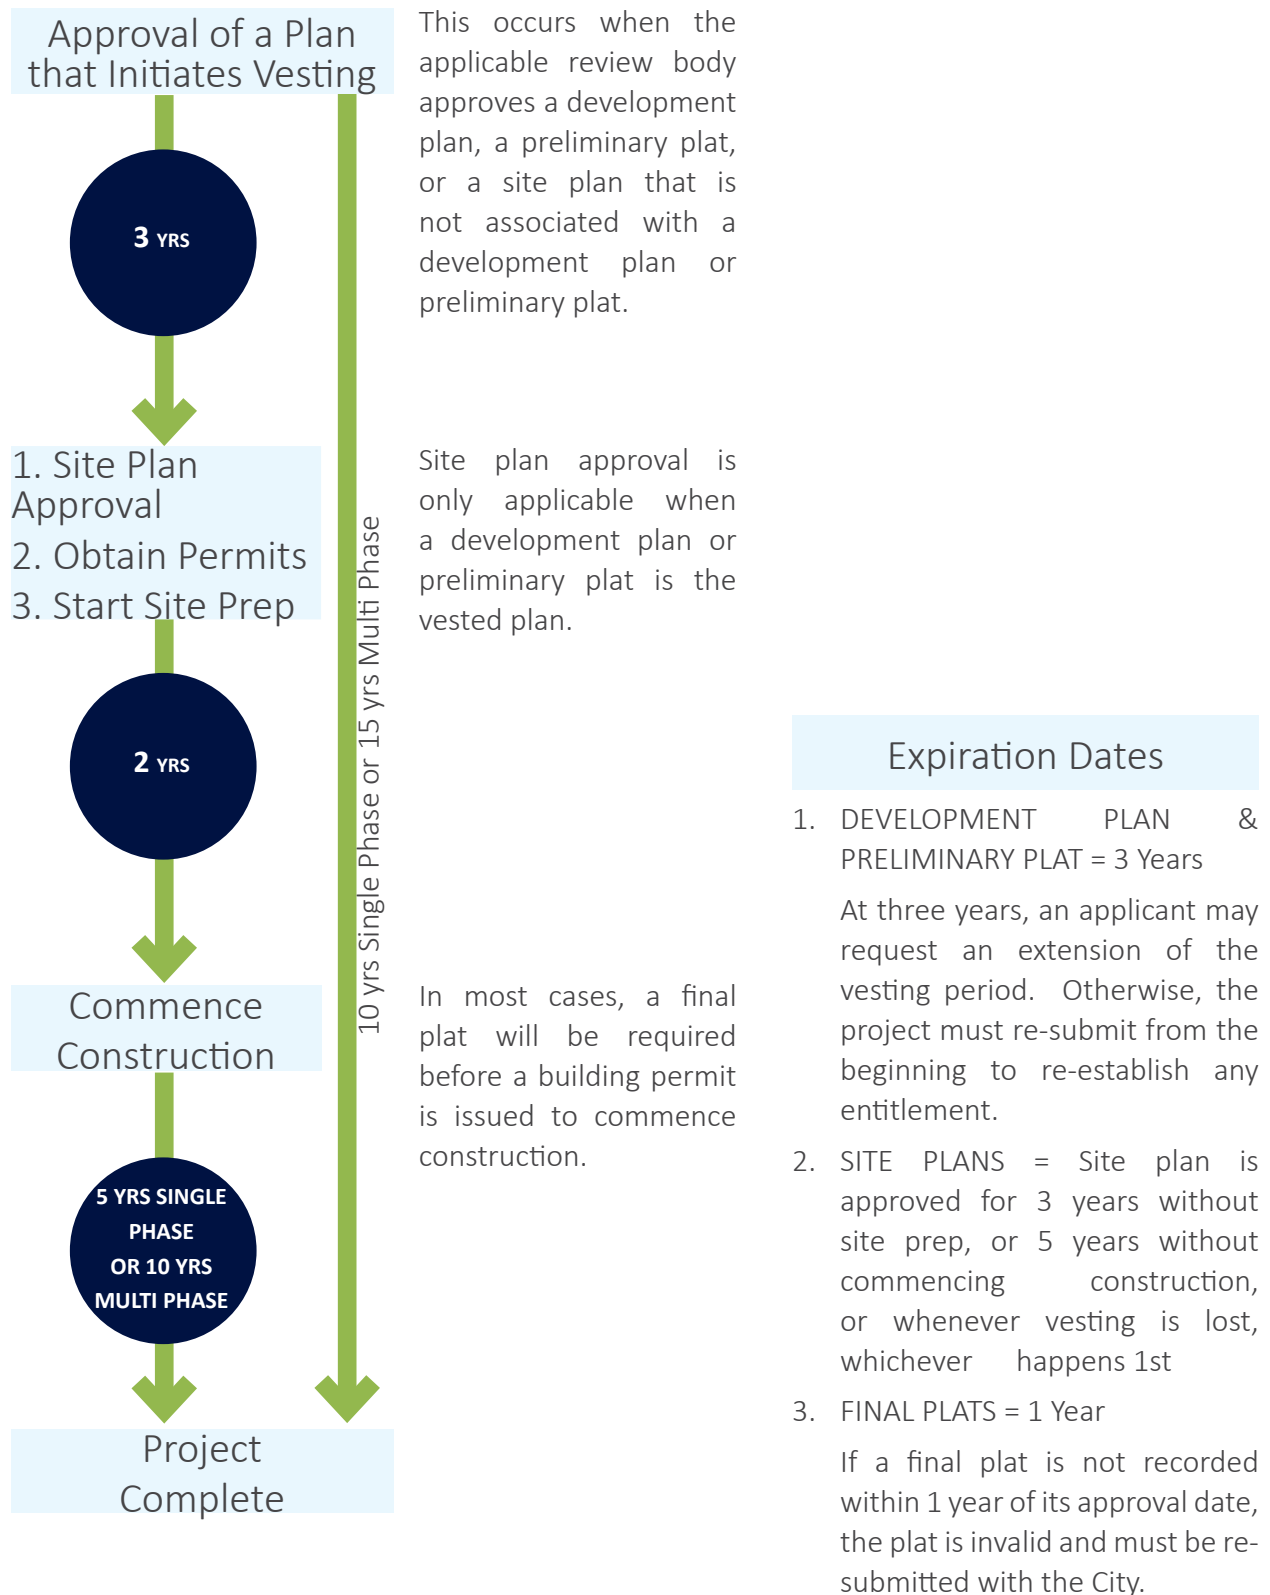 Approval of a Plan
that Initiates Vesting
This occurs when the
applicable review body
approves a development
plan, a preliminary plat,
or a site plan that is
not associated with a
development plan or
preliminary plat.
3 YRS
1. Site Plan
Approval
2. Obtain Permits
3. Start Site Prep
Site plan approval is
only applicable when
a development plan or
preliminary plat is the
vested plan.
10 yrs Single Phase or 15 yrs Multi Phase
2 YRS
Commence
Construction
In most cases, a final
plat will be required
before a building permit
is issued to commence
construction.
5 YRS SINGLE
PHASE
OR 10 YRS
MULTI PHASE
Project
Complete
Expiration Dates
1. DEVELOPMENT PLAN &
PRELIMINARY PLAT = 3 Years
At three years, an applicant may
request an extension of the
vesting period. Otherwise, the
project must re-submit from the
beginning to re-establish any
entitlement.
2. SITE PLANS = Site plan is
approved for 3 years without
site prep, or 5 years without
commencing construction,
or whenever vesting is lost,
whichever happens 1st
3. FINAL PLATS = 1 Year
If a final plat is not recorded
within 1 year of its approval date,
the plat is invalid and must be re-
submitted with the City.